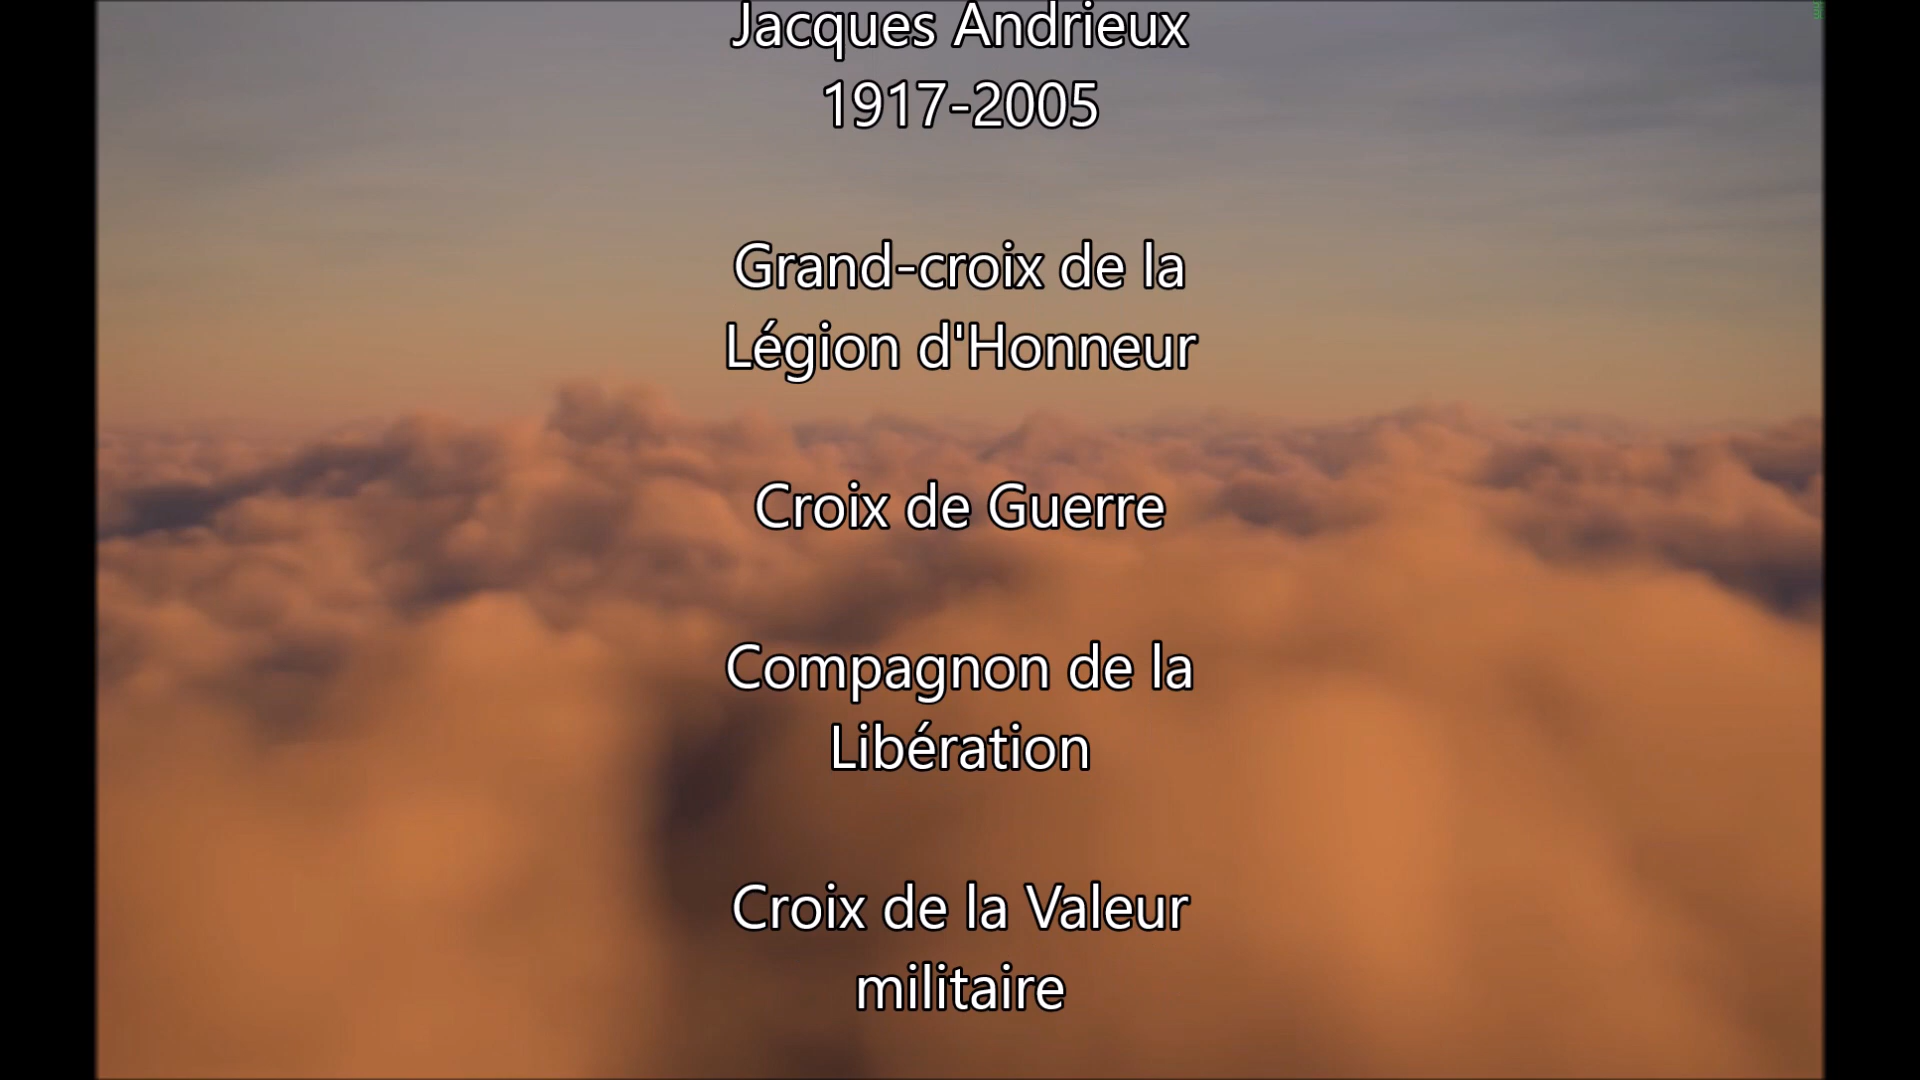 Jacques Andrieux
1917-2005
Grand-croix de la
Légion d'Honneur
Croix de Guerre
Compagnon de la
Libération
Croix de la Valeur
militaire